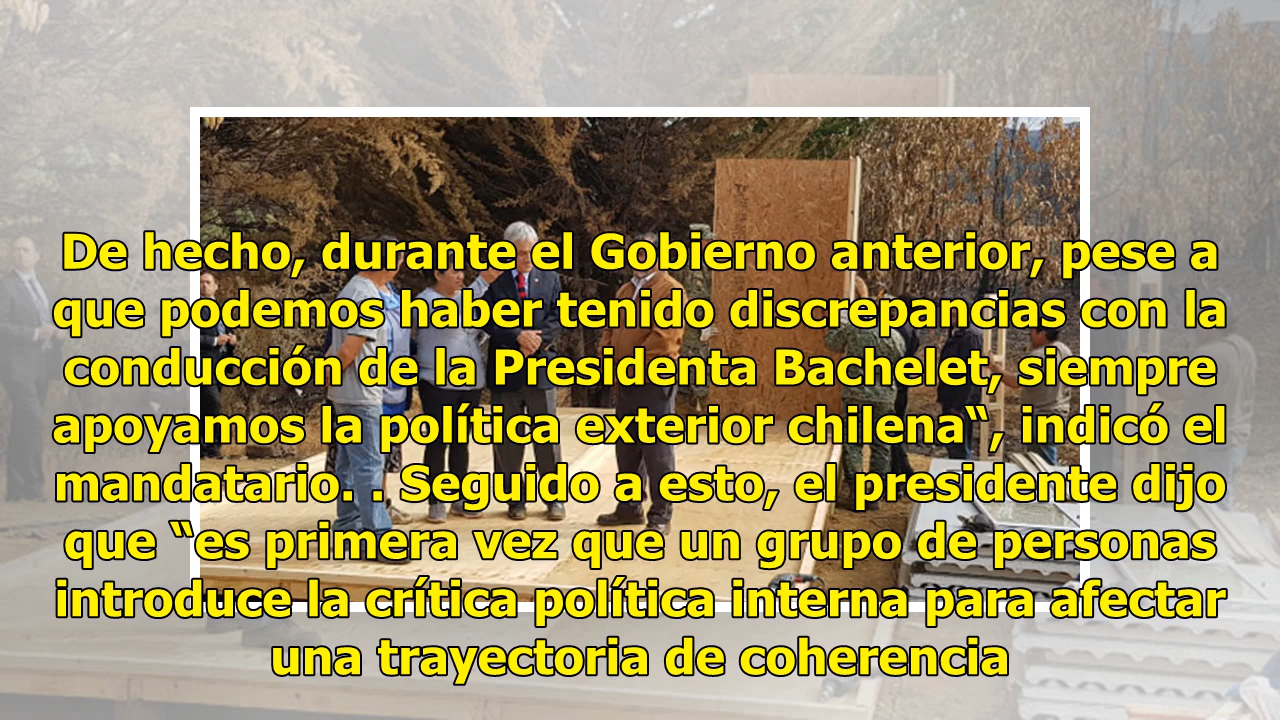 De hecho, durante el Gobierno anterior, pese a
que podemos haber tenido discrepancias con la
conducción de la Presidenta Bachelet, siempre
apoyamos la política exterior chilena“, indicó el
mandatario. . Seguido a esto, el presidente dijo
que “es primera vez que un grupo de personas
introduce la crítica política interna para afectar
una trayectoria de coherencia